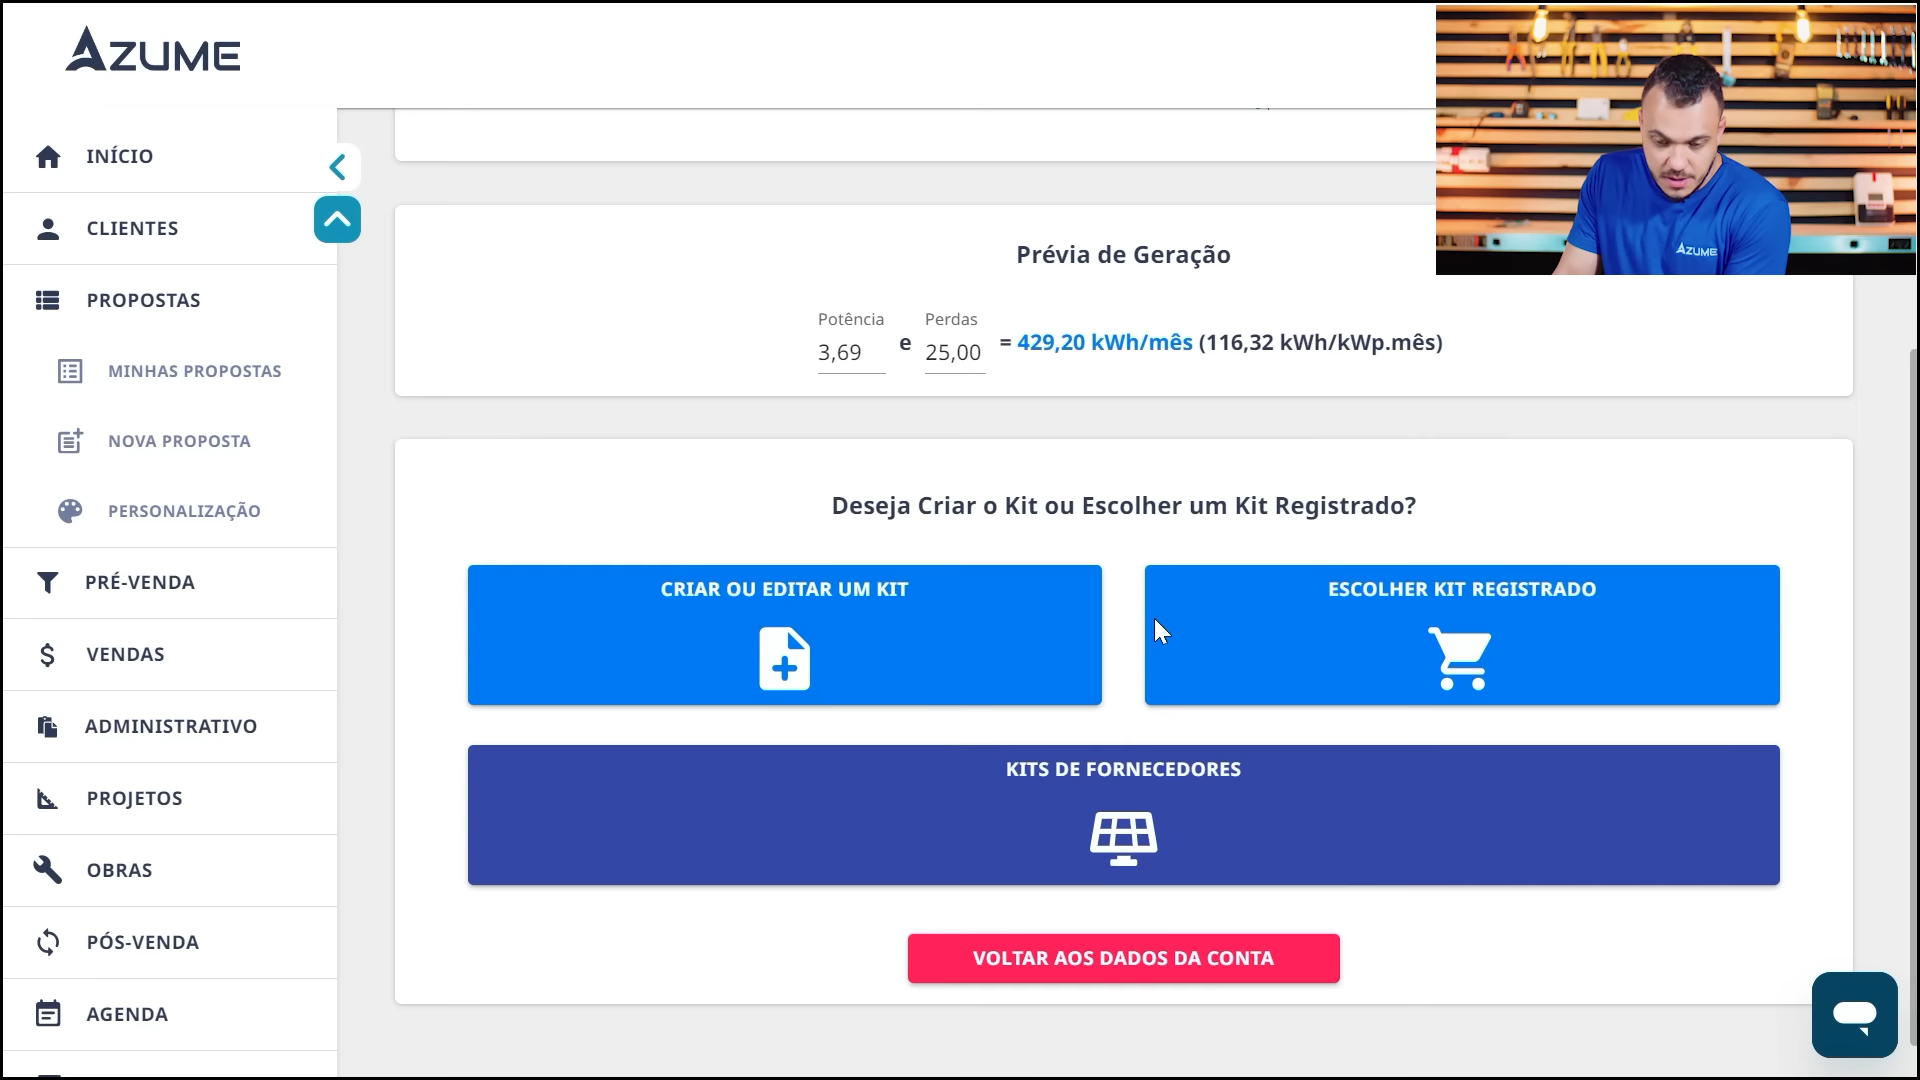 AZUME
INÍCIO
CLIENTES
PROPOSTAS
MINHAS PROPOSTAS
NOVA PROPOSTA
PERSONALIZAÇÃO
PRÉ-VENDA
VENDAS
ADMINISTRATIVO
PROJETOS
OBRAS
PÓS-VENDA
AGENDA
AZUME
Prévia de Geração
Potência Perdas
3,69 e 25,00 = 429,20 kWh/mês (116,32 kWh/kWp.mês)
Deseja Criar o Kit ou Escolher um Kit Registrado?
CRIAR OU EDITAR UM KIT
ESCOLHER KIT REGISTRADO
KITS DE FORNECEDORES
VOLTAR AOS DADOS DA CONTA